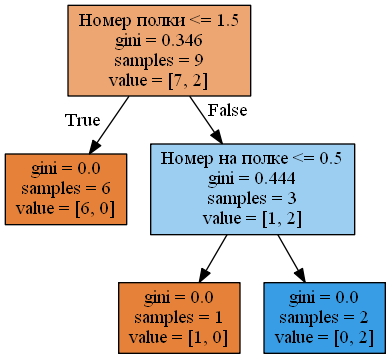 Номер полки <= 1.5
gini = 0.346
samples = 9
value = [7, 2]
True
False
gini = 0.0
samples = 6
value = [6, 0]
Номер на полке <= 0.5
gini = 0.444
samples = 3
value = [1, 2]
gini = 0.0
samples = 1
value = [1, 0]
gini = 0.0
samples = 2
value = [0, 2]